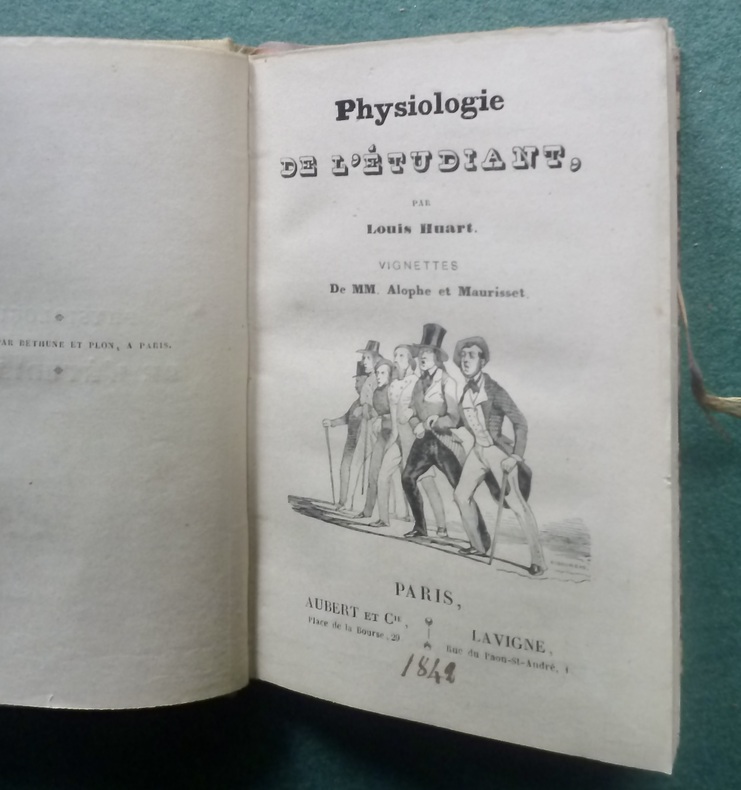 PAR BÉTHUNE ET PLON, A PARIS.
Physiologie
DE L'ÉTUDIANT,
PAR
Louis Huart.
VIGNETTES
De MM. Alophe et Maurisset.
PARIS,
AUBERT ET Cie,
Place de la Bourse, 29
LAVIGNE,
Rue du Paon-St-André, 1
1842